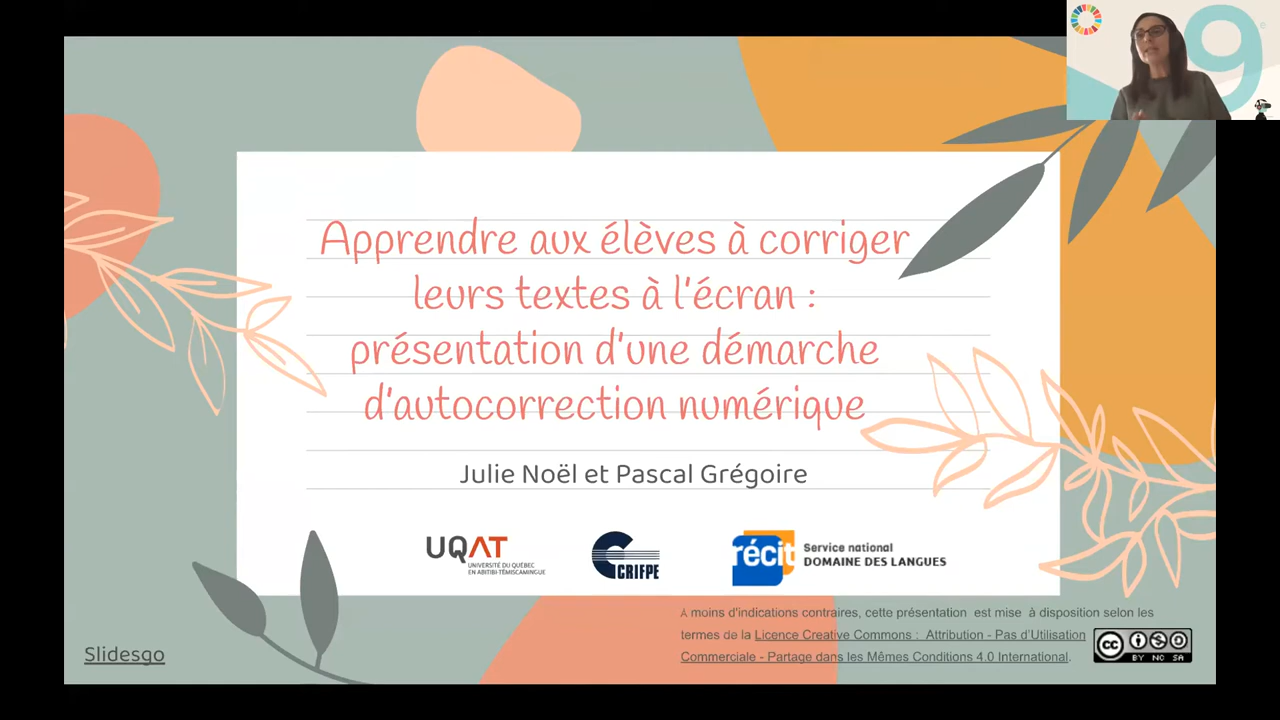 9
Apprendre aux élèves à corriger
leurs textes à l'écran :
présentation d'une démarche
d'autocorrection numérique
Julie Noël et Pascal Grégoire
UQAT
UNIVERSITÉ DU QUÉBEC
EN ABITIBI-TÉMISCAMINGUE
CRIFPE
récit
Service national
DOMAINE DES LANGUES
À moins d'indications contraires, cette présentation est mise à disposition selon les
termes de la Licence Creative Commons : Attribution - Pas d'Utilisation
Commerciale - Partage dans les Mêmes Conditions 4.0 International.
cc
BY NC SA
Slidesgo